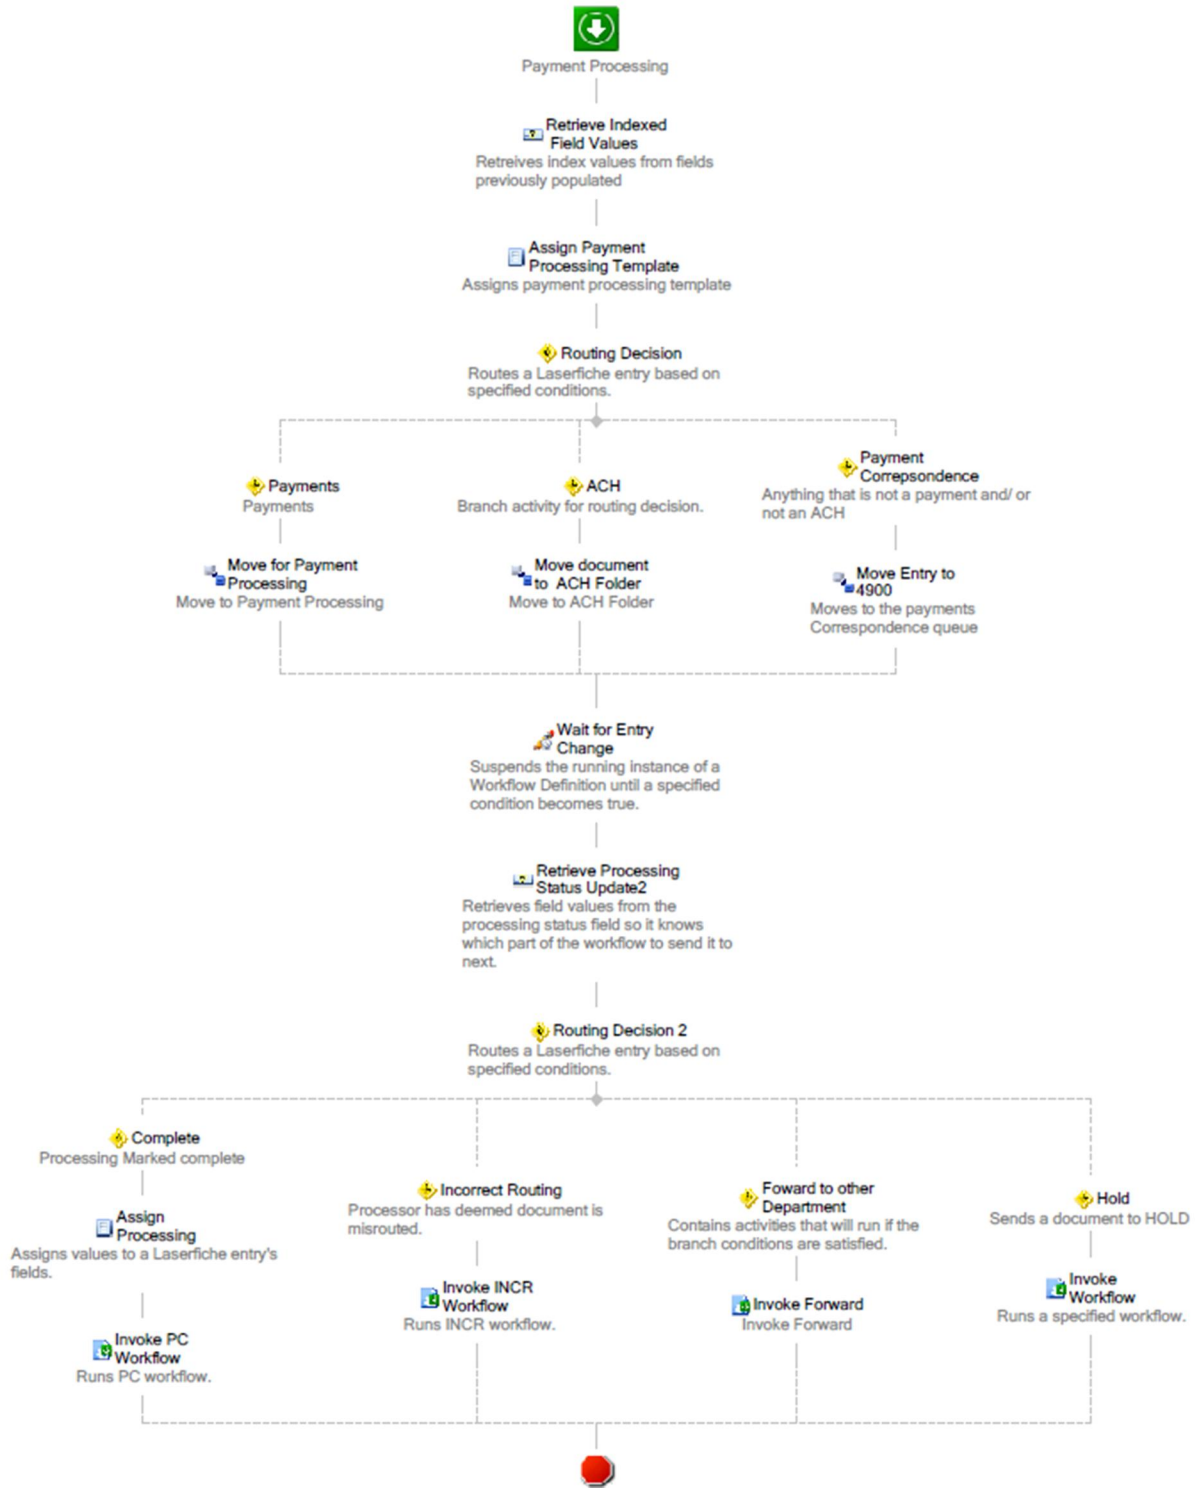 Payment Processing
Retrieve Indexed
Field Values
Retreives index values from fields
previously populated
Assign Payment
Processing Template
Assigns payment processing template
Routing Decision
Routes a Laserfiche entry based on
specified conditions.
Payments
Payments
Move for Payment
Processing
Move to Payment Processing
ACH
Branch activity for routing decision.
Move document
to ACH Folder
Move to ACH Folder
Payment
Correpsondence
Anything that is not a payment and/ or
not an ACH
Move Entry to
4900
Moves to the payments
Correspondence queue
Wait for Entry
Change
Suspends the running instance of a
Workflow Definition until a specified
condition becomes true.
Retrieve Processing
Status Update2
Retrieves field values from the
processing status field so it knows
which part of the workflow to send it to
next.
Routing Decision 2
Routes a Laserfiche entry based on
specified conditions.
Complete
Processing Marked complete
Assign
Processing
Assigns values to a Laserfiche entry's
fields.
Invoke PC
Workflow
Runs PC workflow.
Incorrect Routing
Processor has deemed document is
misrouted.
Invoke INCR
Workflow
Runs INCR workflow.
Foward to other
Department
Contains activities that will run if the
branch conditions are satisfied.
Invoke Forward
Invoke Forward
Hold
Sends a document to HOLD
Invoke
Workflow
Runs a specified workflow.